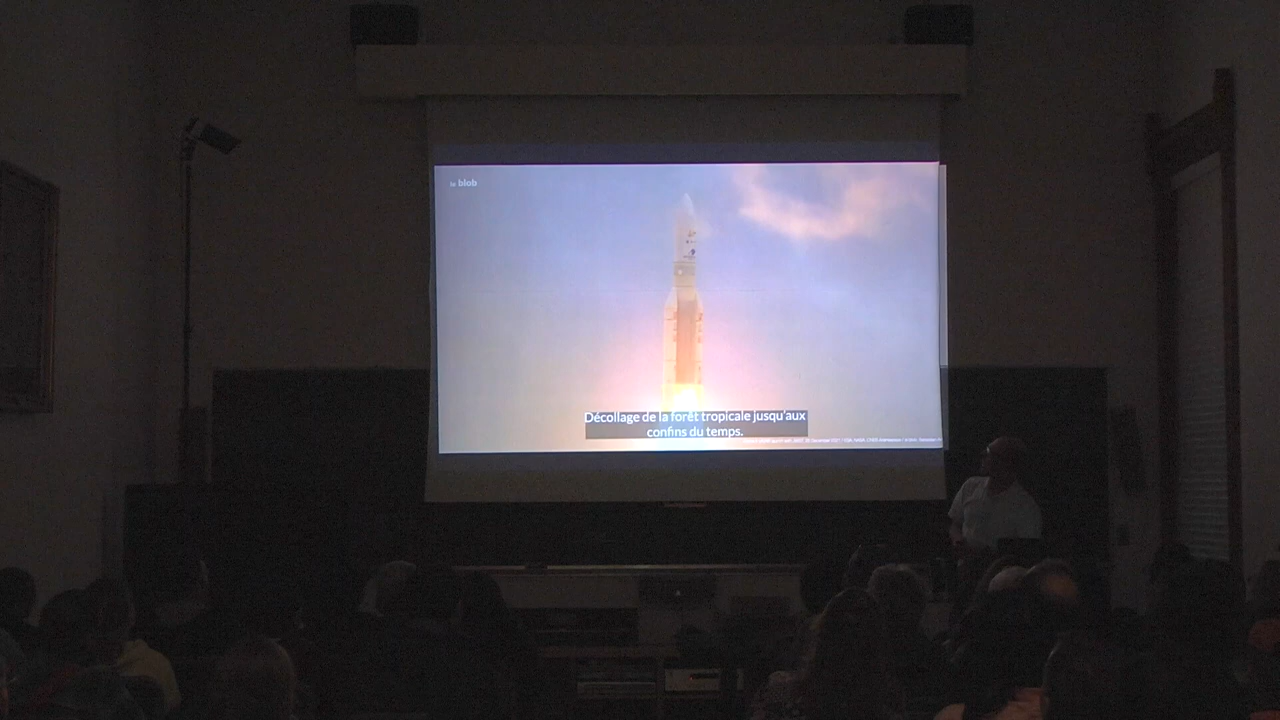 le blob
Décollage de la forêt tropicale jusqu'aux
confins du temps.